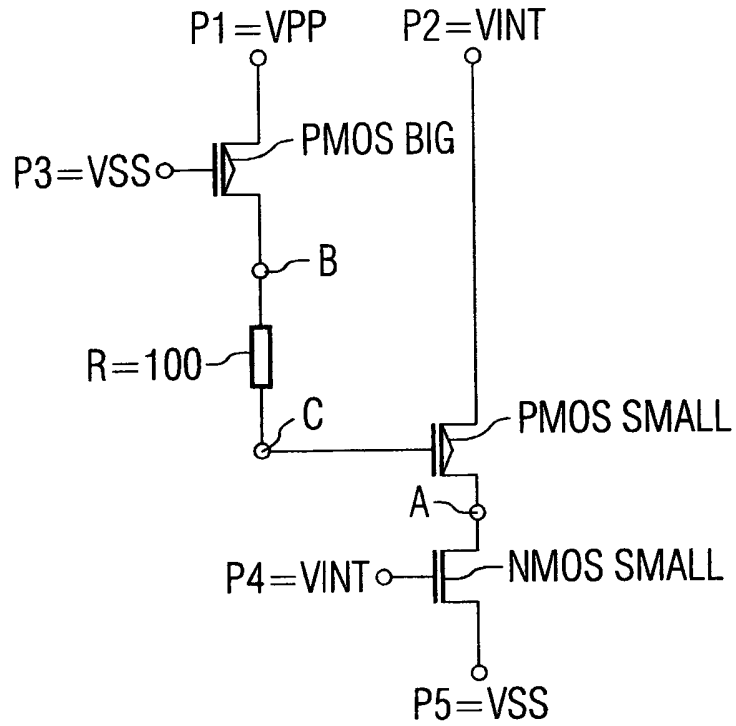 P1=VPP
P2=VINT
PMOS BIG
P3=VSS
B
R=100
C
PMOS SMALL
A
P4=VINT
NMOS SMALL
P5=VSS